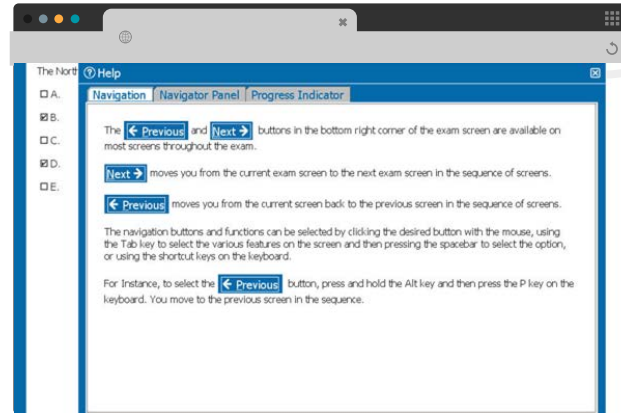 The North
Help
Navigation Navigator Panel Progress Indicator
A.
B.
C.
D.
E.
The ← Previous and Next → buttons in the bottom right corner of the exam screen are available on
most screens throughout the exam.
Next → moves you from the current exam screen to the next exam screen in the sequence of screens.
← Previous moves you from the current screen back to the previous screen in the sequence of screens.
The navigation buttons and functions can be selected by clicking the desired button with the mouse, using
the Tab key to select the various features on the screen and then pressing the spacebar to select the option,
or using the shortcut keys on the keyboard.
For Instance, to select the ← Previous button, press and hold the Alt key and then press the P key on the
keyboard. You move to the previous screen in the sequence.